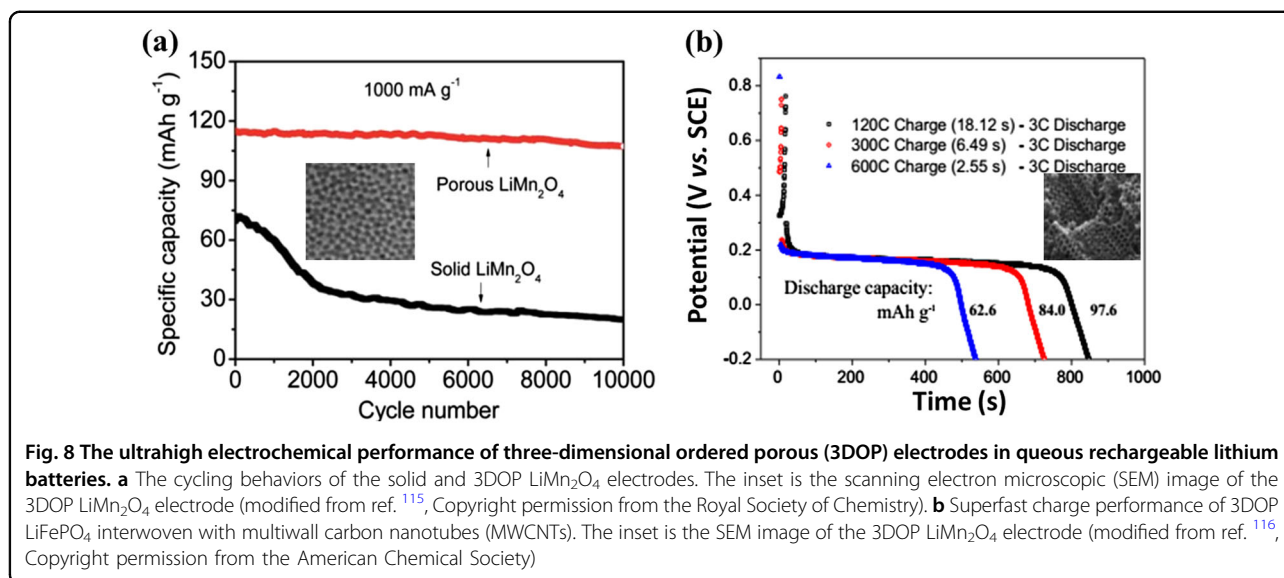 (a)
150
120
90
60
30
0
Specific capacity (mAh g⁻¹)
1000 mA g⁻¹
Porous LiMn₂O₄
Solid LiMn₂O₄
0 2000 4000 6000 8000 10000
Cycle number
(b)
0.8
0.6
0.4
0.2
0.0
-0.2
Potential (V vs. SCE)
120C Charge (18.12 s) - 3C Discharge
300C Charge (6.49 s) - 3C Discharge
600C Charge (2.55 s) - 3C Discharge
Discharge capacity:
mAh g⁻¹ 62.6 84.0 97.6
0 200 400 600 800 1000
Time (s)
Fig. 8 The ultrahigh electrochemical performance of three-dimensional ordered porous (3DOP) electrodes in queous rechargeable lithium
batteries. a The cycling behaviors of the solid and 3DOP LiMn₂O₄ electrodes. The inset is the scanning electron microscopic (SEM) image of the
3DOP LiMn₂O₄ electrode (modified from ref. ¹¹⁵, Copyright permission from the Royal Society of Chemistry). b Superfast charge performance of 3DOP
LiFePO₄ interwoven with multiwall carbon nanotubes (MWCNTs). The inset is the SEM image of the 3DOP LiMn₂O₄ electrode (modified from ref. ¹¹⁶,
Copyright permission from the American Chemical Society)